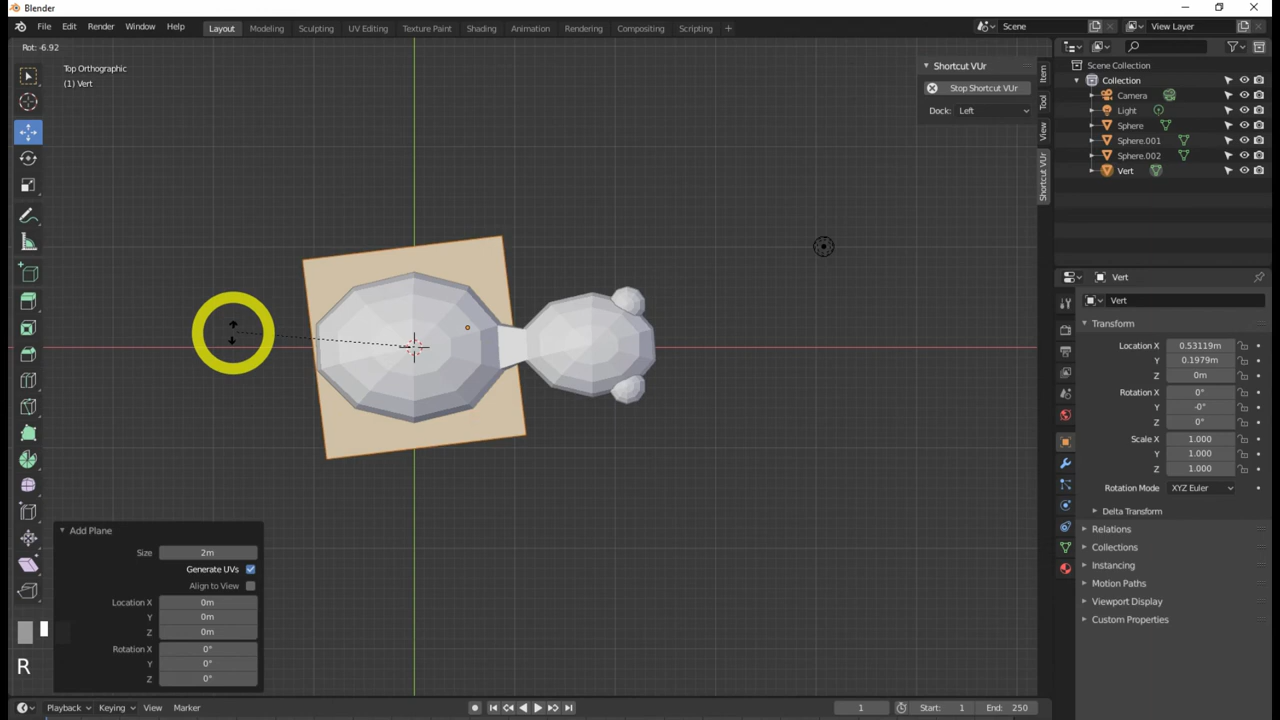 Blender
File Edit Render Window Help
Layout Modeling Sculpting UV Editing Texture Paint Shading Animation Rendering Compositing Scripting +
Scene View Layer
Rot: -6.92
Top Orthographic
(1) Vert
Shortcut VUr
Stop Shortcut VUr
Dock: Left
Item
Tool
View
Shortcut VUr
Scene Collection
Collection
Camera
Light
Sphere
Sphere.001
Sphere.002
Vert
Vert
Vert
Transform
Location X 0.53119m
Y 0.1979m
Z 0m
Rotation X 0°
Y -0°
Z 0°
Scale X 1.000
Y 1.000
Z 1.000
Rotation Mode XYZ Euler
Delta Transform
Relations
Collections
Instancing
Motion Paths
Viewport Display
Custom Properties
Add Plane
Size 2m
Generate UVs
Align to View
Location X 0m
Y 0m
Z 0m
Rotation X 0°
Y 0°
Z 0°
R
Playback Keying View Marker 1 Start: 1 End: 250